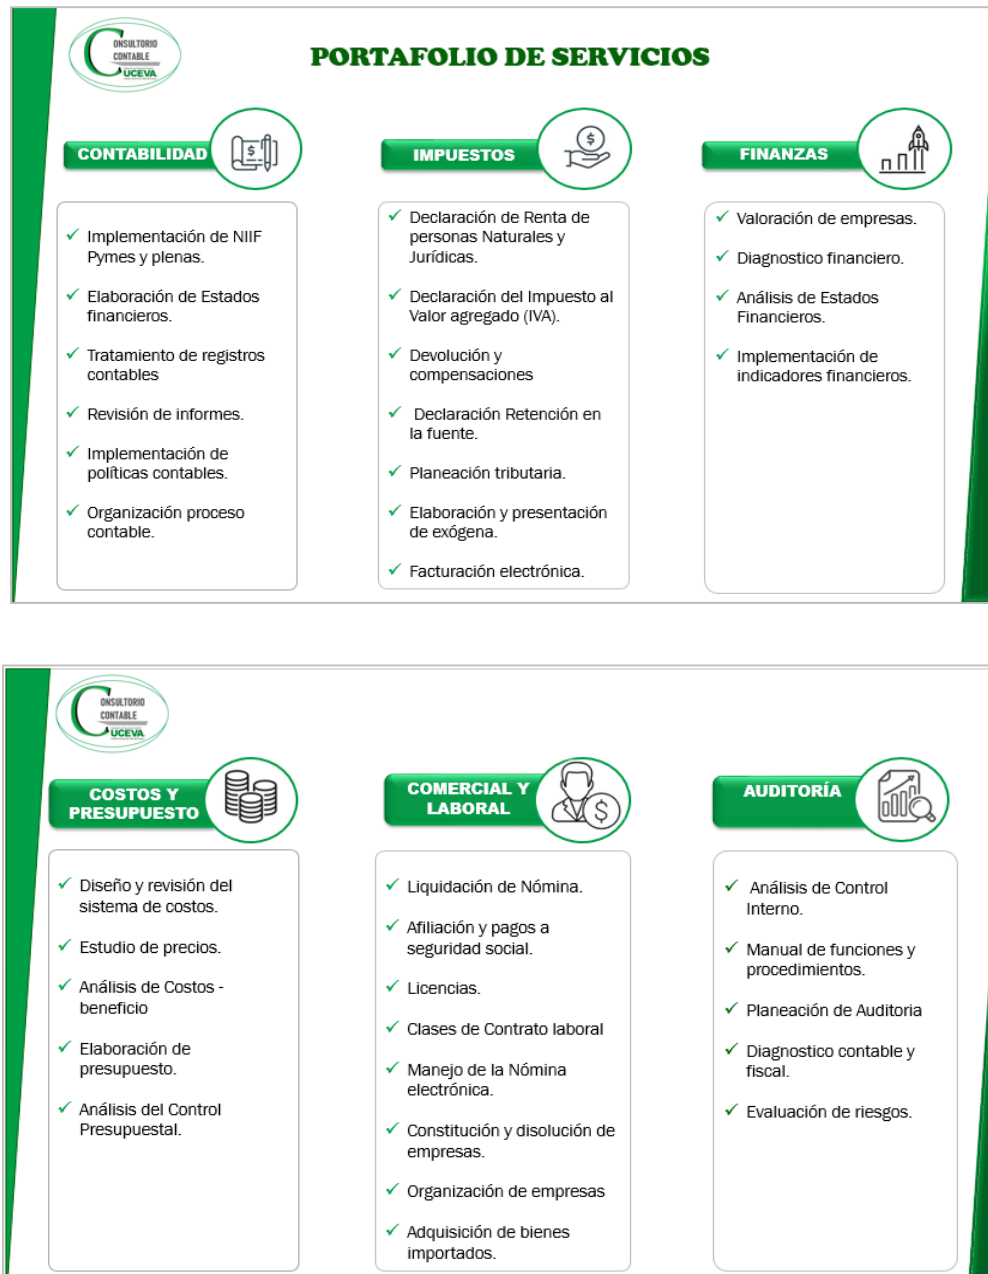 CONSULTORIO
CONTABLE
UCEVA
PORTAFOLIO DE SERVICIOS
CONTABILIDAD
Implementación de NIIF
Pymes y plenas.
Elaboración de Estados
financieros.
Tratamiento de registros
contables
Revisión de informes.
Implementación de
políticas contables.
Organización proceso
contable.
IMPUESTOS
Declaración de Renta de
personas Naturales y
Jurídicas.
Declaración del Impuesto al
Valor agregado (IVA).
Devolución y
compensaciones
Declaración Retención en
la fuente.
Planeación tributaria.
Elaboración y presentación
de exógena.
Facturación electrónica.
FINANZAS
Valoración de empresas.
Diagnostico financiero.
Análisis de Estados
Financieros.
Implementación de
indicadores financieros.
CONSULTORIO
CONTABLE
UCEVA
COSTOS Y
PRESUPUESTO
Diseño y revisión del
sistema de costos.
Estudio de precios.
Análisis de Costos -
beneficio
Elaboración de
presupuesto.
Análisis del Control
Presupuestal.
COMERCIAL Y
LABORAL
Liquidación de Nómina.
Afiliación y pagos a
seguridad social.
Licencias.
Clases de Contrato laboral
Manejo de la Nómina
electrónica.
Constitución y disolución de
empresas.
Organización de empresas
Adquisición de bienes
importados.
AUDITORÍA
Análisis de Control
Interno.
Manual de funciones y
procedimientos.
Planeación de Auditoria
Diagnostico contable y
fiscal.
Evaluación de riesgos.